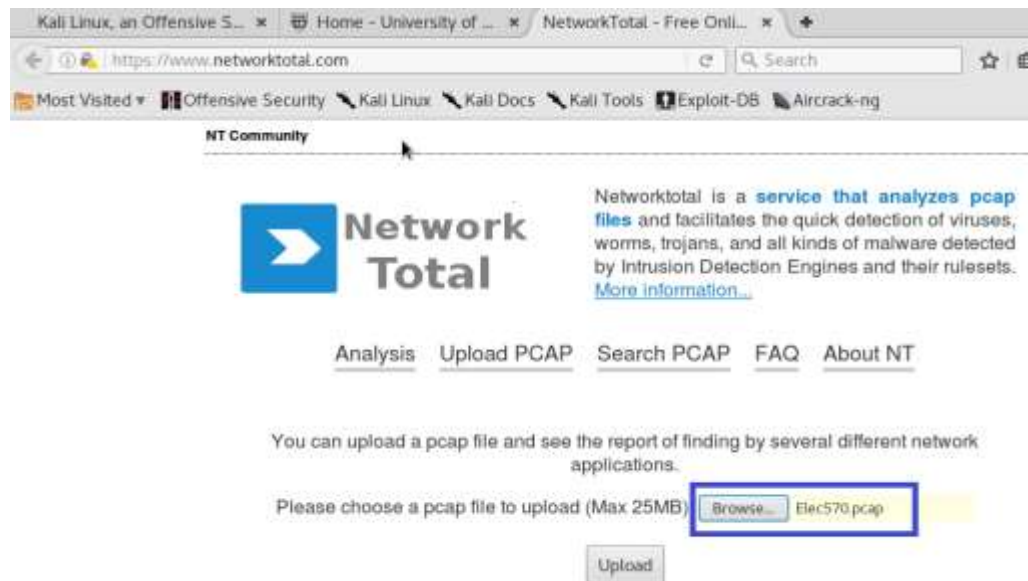 Kali Linux, an Offensive S... × Home - University of ... × NetworkTotal - Free Onli... ×
https://www.networktotal.com Search
Most Visited Offensive Security Kali Linux Kali Docs Kali Tools Exploit-DB Aircrack-ng
NT Community
Network
Total
Networktotal is a service that analyzes pcap
files and facilitates the quick detection of viruses,
worms, trojans, and all kinds of malware detected
by Intrusion Detection Engines and their rulesets.
More information...
Analysis Upload PCAP Search PCAP FAQ About NT
You can upload a pcap file and see the report of finding by several different network
applications.
Please choose a pcap file to upload (Max 25MB) Browse... Elec570.pcap
Upload